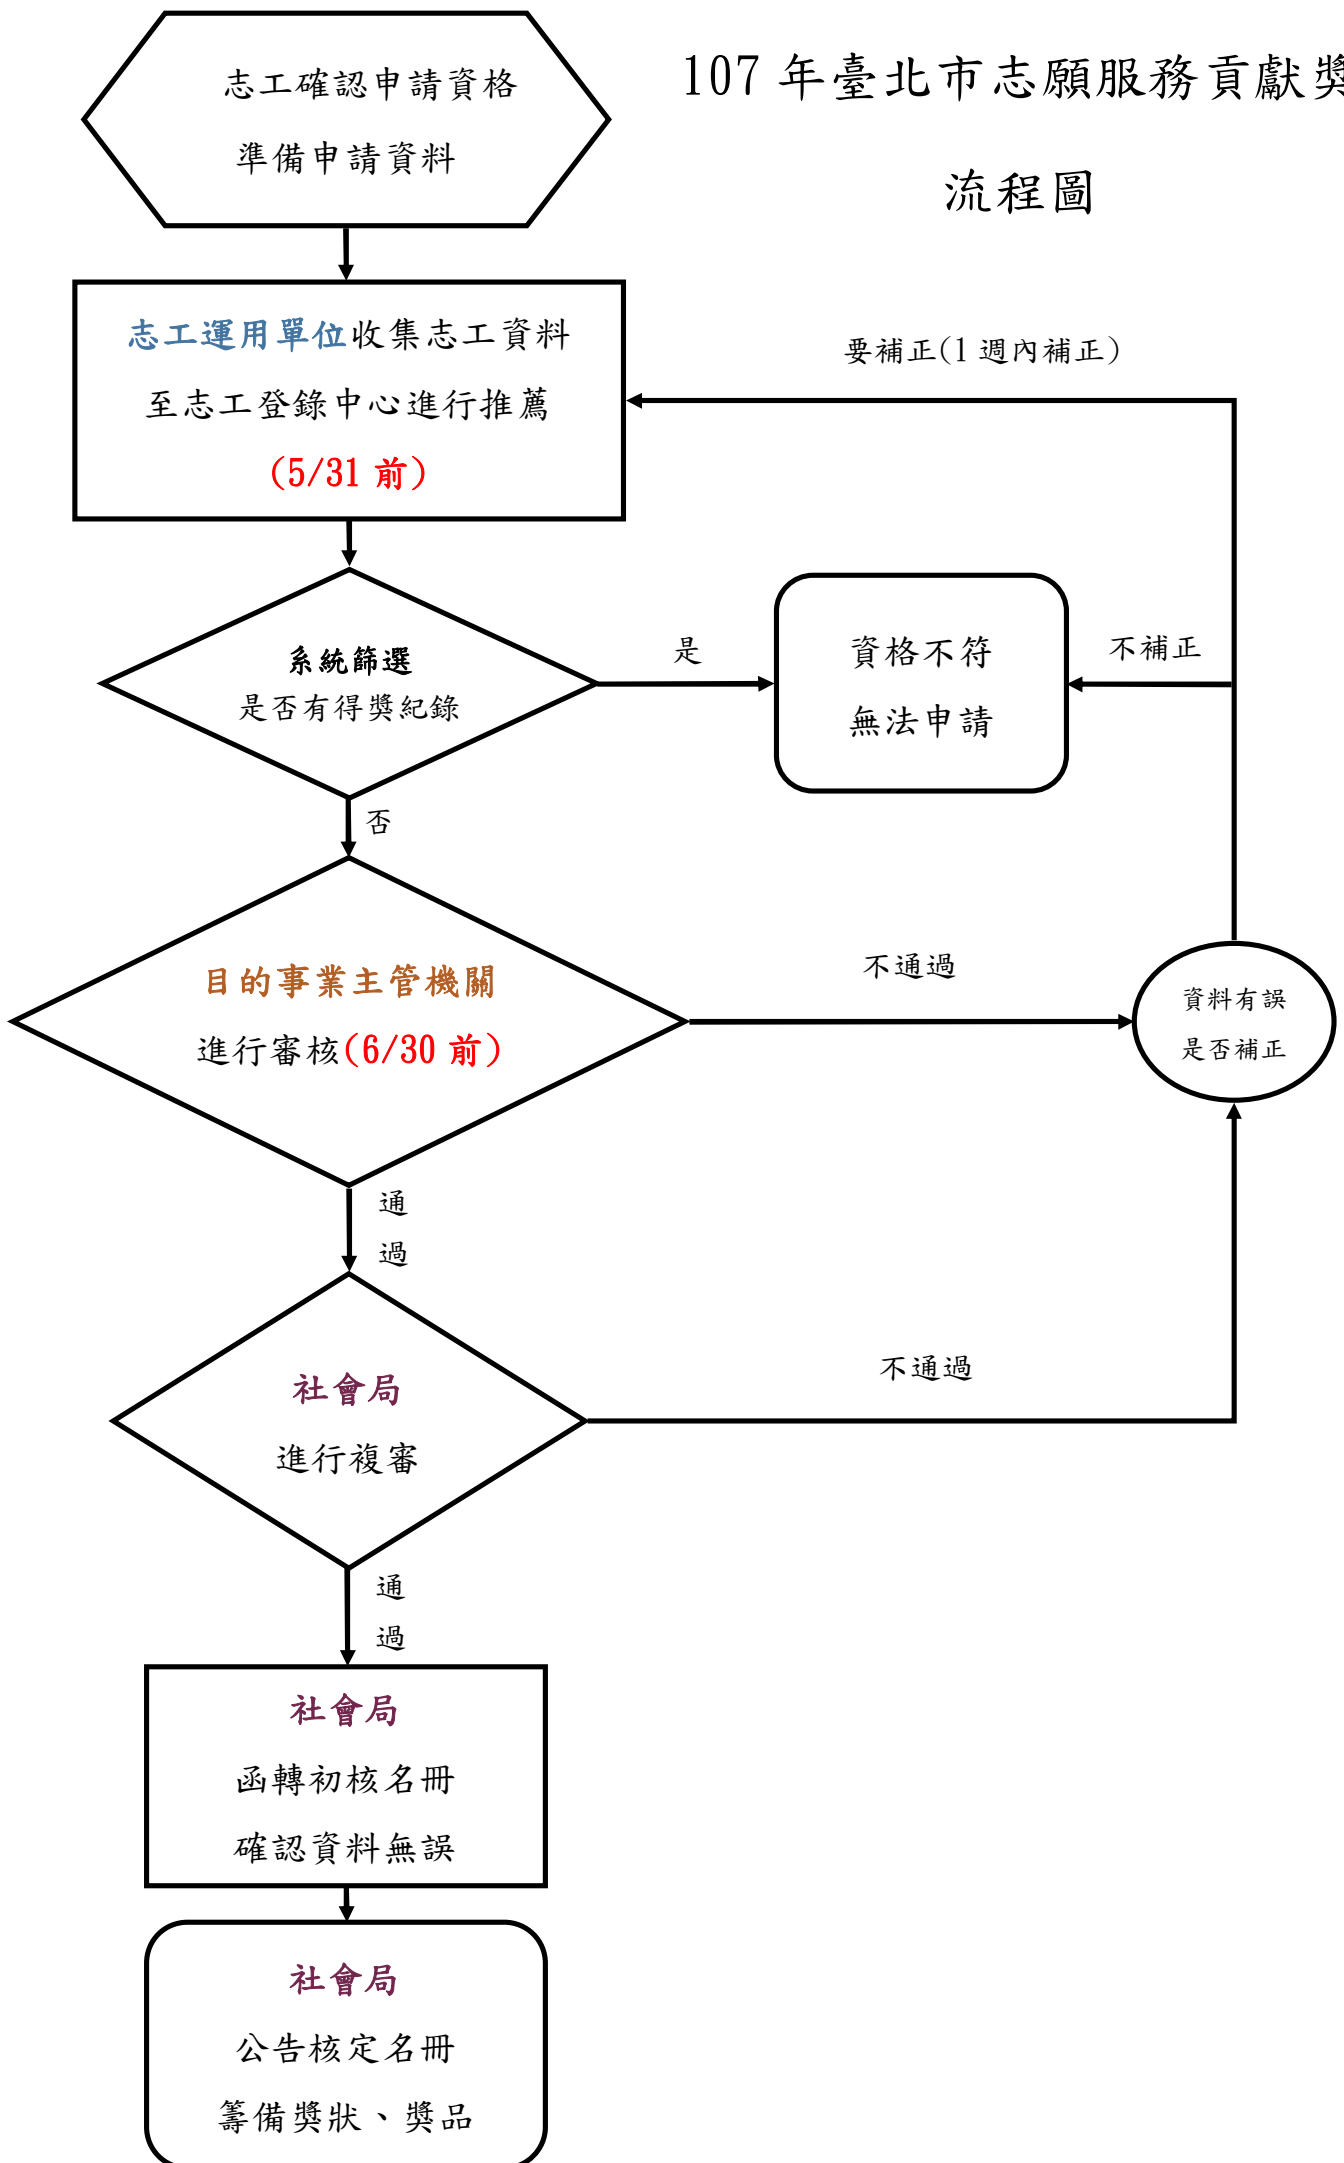 107 年臺北市志願服務貢獻獎
流程圖
志工確認申請資格
準備申請資料
志工運用單位收集志工資料
至志工登錄中心進行推薦
(5/31 前)
要補正(1 週內補正)
系統篩選
是否有得獎紀錄
是
資格不符
無法申請
不補正
否
目的事業主管機關
進行審核(6/30 前)
不通過
資料有誤
是否補正
通
過
社會局
進行複審
不通過
通
過
社會局
函轉初核名冊
確認資料無誤
社會局
公告核定名冊
籌備獎狀、獎品